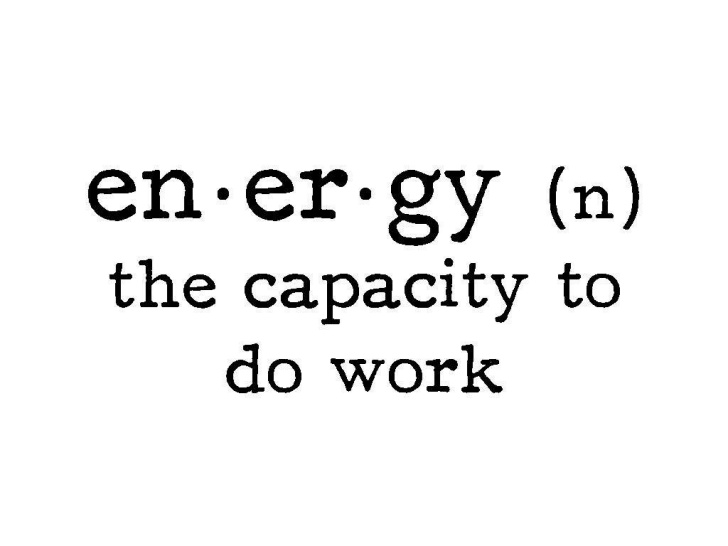 en·er·gy (n)
the capacity to
do work